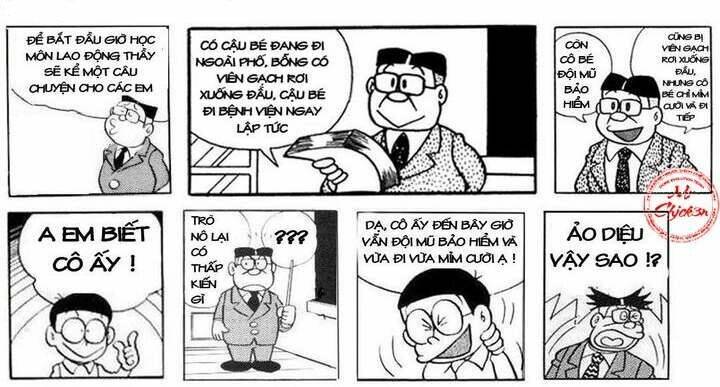 ĐỂ BẮT ĐẦU GIỜ HỌC
MÔN LAO ĐỘNG THẦY
SẼ KỂ MỘT CÂU
CHUYỆN CHO CÁC EM
CÓ CẬU BÉ ĐANG ĐI
NGOÀI PHỐ, BỖNG CÓ
VIÊN GẠCH RƠI
XUỐNG ĐẦU, CẬU BÉ
ĐI BỆNH VIỆN NGAY
LẬP TỨC
CÒN CÔ
BÉ ĐỘI MŨ
BẢO HIỂM
CŨNG BỊ
VIÊN GẠCH
RƠI XUỐNG
ĐẦU,
NHƯNG CÔ
BÉ CHỈ MỈM
CƯỜI VÀ ĐI
TIẾP
A EM BIẾT
CÔ ẤY !
TRÒ
NÔ LẠI
CÓ
THẤP
KIẾN
GÌ
???
DẠ, CÔ ẤY ĐẾN BÂY GIỜ
VẪN ĐỘI MŨ BẢO HIỂM VÀ
VỪA ĐI VỪA MỈM CƯỜI Ạ !
ẢO DIỆU
VẬY SAO !?